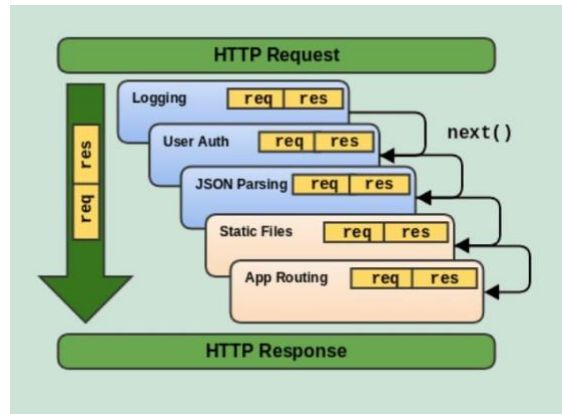 HTTP Request
Logging req res
next()
User Auth req res
JSON Parsing req res
Static Files req res
App Routing req res
req res
HTTP Response